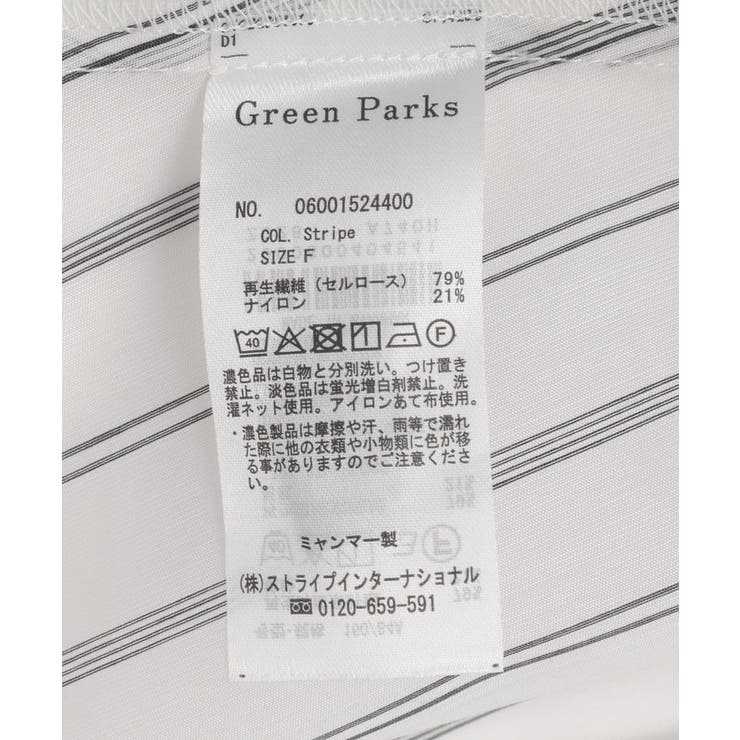 D1
Green Parks
NO. 06001524400
COL. Stripe
SIZE F
再生繊維（セルロース） 79%
ナイロン 21%
40 F
濃色品は白物と分別洗い。つけ置き
禁止。淡色品は蛍光増白剤禁止。洗
濯ネット使用。アイロンあて布使用。
・濃色製品は摩擦や汗、雨等で濡れ
た際に他の衣類や小物類に色が移
る事がありますのでご注意くださ
い。
ミャンマー製
(株)ストライプインターナショナル
0120-659-591